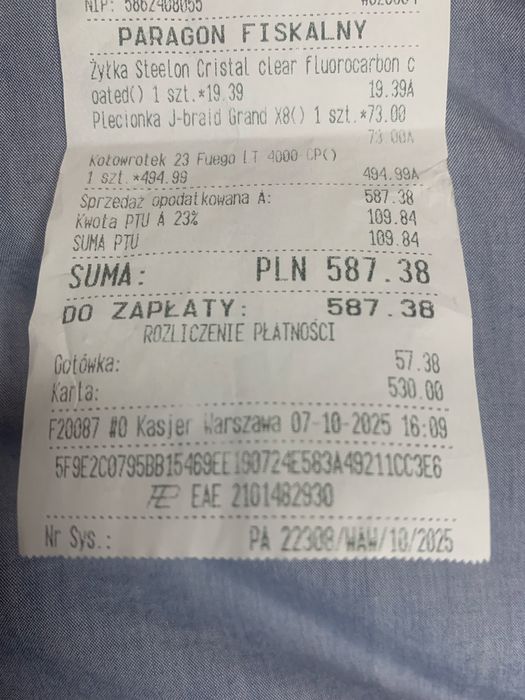 NIP: 5862408055
PARAGON FISKALNY
Żyłka Steelon Cristal clear fluorocarbon c
oated() 1 szt.*19.39 19.39A
Plecionka J-braid Grand X8() 1 szt.*73.00
73.00A
Kołowrotek 23 Fuego LT 4000-CP()
1 szt.*494.99 494.99A
Sprzedaż opodatkowana A: 587.38
Kwota PTU A 23% 109.84
SUMA PTU 109.84
SUMA: PLN 587.38
DO ZAPŁATY: 587.38
ROZLICZENIE PŁATNOŚCI
Gotówka: 57.38
Karta: 530.00
F20087 #0 Kasjer Warszawa 07-10-2025 16:09
5F9E2C0795BB15469EE190724E583A49211CC3E6
EAE 2101482930
Nr Sys.: PA 22308/WAW/10/2025